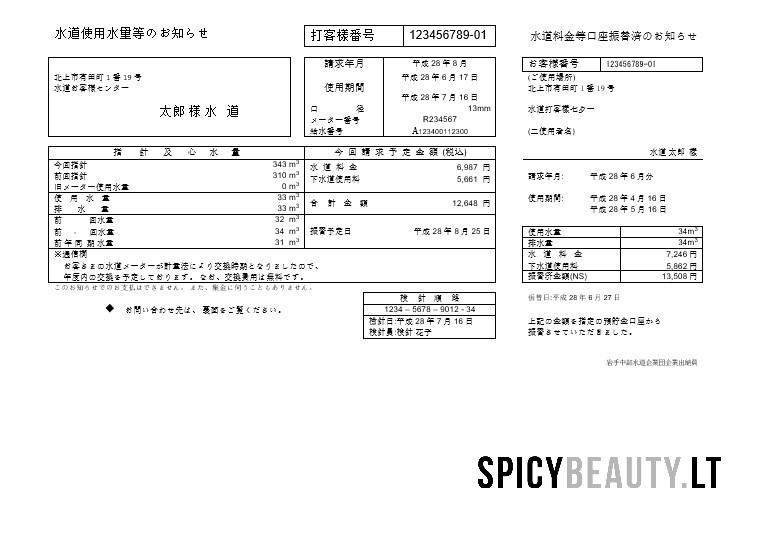 水道使用水量等のお知らせ
打客様番号 123456789-01
北上市有田町1番19号
水道お客様センター
太郎様水 道
請求年月 平成28年8月
使用期間 平成28年6月17日
平成28年7月16日
口 径 13mm
メーター番号 R234567
給水番号 A123400112300
指 計 及 心 水 量
今回指針 343 m³
前回指針 310 m³
旧メーター使用水量 0 m³
使 用 水 量 33 m³
排 水 量 33 m³
前 回水量 32 m³
前 - 回水量 34 m³
前年同期水量 31 m³
今回請求予定金額(税込)
水 道 料 金 6,987 円
下水道使用料 5,661 円
合 計 金 額 12,648 円
振替予定日 平成28年8月25日
※通信欄
お客さまの水道メーターが計量法により交換時期となりましたので、
年度内の交換を予定しております。なお、交換費用は無料です。
このお知らせでのお支払はできません。また、集金に伺うこともありません。
◆ お問い合わせ先は、裏面をご覧ください。
検 針 順 路
1234 – 5678 – 9012 - 34
検針日:平成28年7月16日
検針員:検針 花子
水道料金等口座振替済のお知らせ
お客様番号 123456789-01
(ご使用場所)
北上市有田町1番19号
水道打客様センター
(二使用者名)
水道太郎 様
請求年月: 平成28年6月分
使用期間: 平成28年4月16日
平成28年5月16日
使用水量 34m³
排水量 34m³
水 道 料 金 7,246円
下水道使用料 5,862円
振替済金額(NS) 13,508円
振替日:平成28年6月27日
上記の金額を指定の預貯金口座から
振替させていただきました。
岩手中部水道企業団企業出納員
SPICYBEAUTY.LT